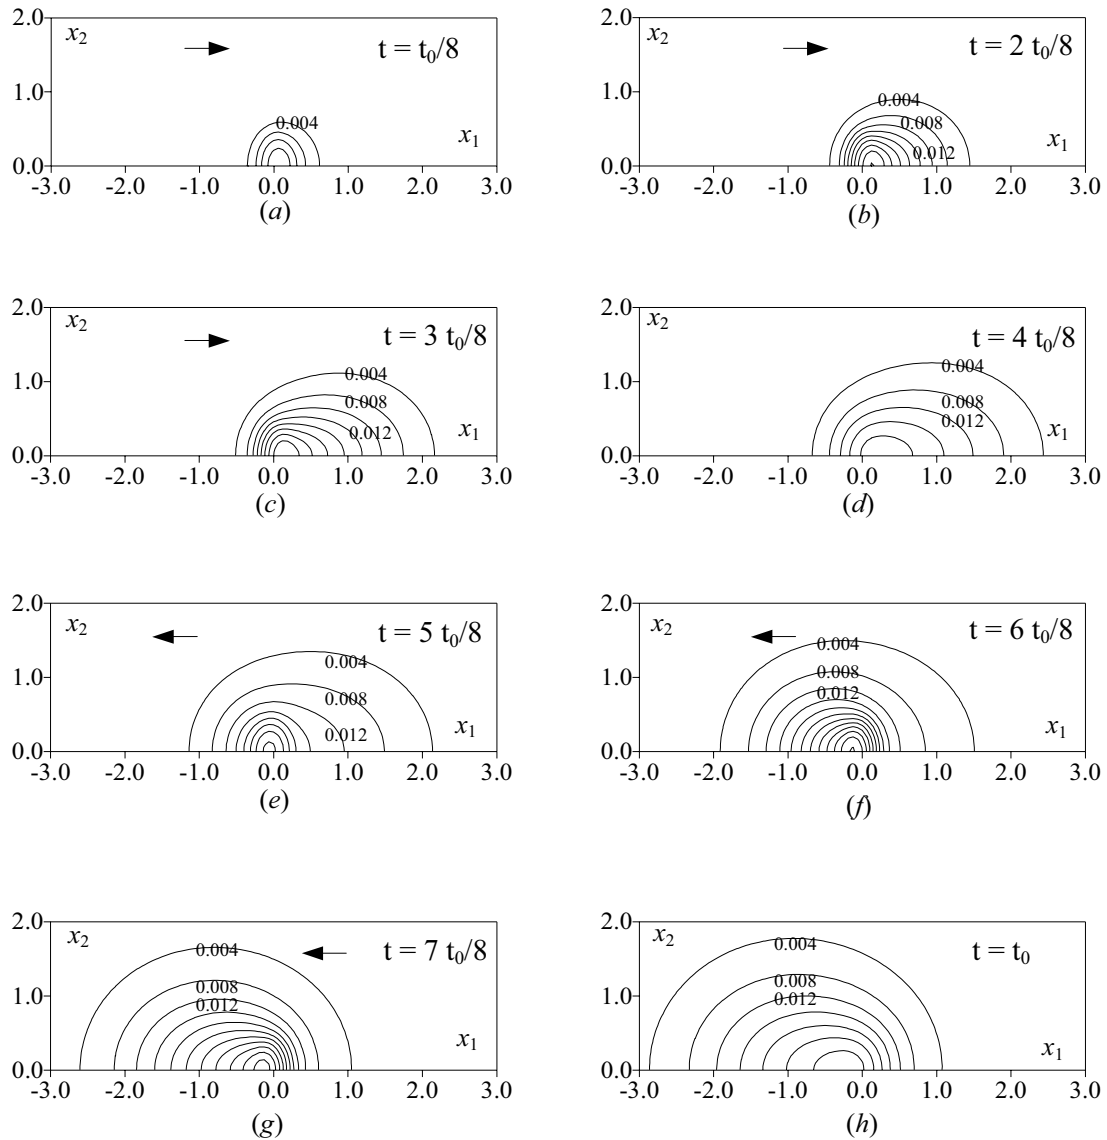 2.0 x₂ t = t₀/8
1.0 0.004
x₁
0.0
-3.0 -2.0 -1.0 0.0 1.0 2.0 3.0
(a)
2.0 x₂ t = 2 t₀/8
1.0 0.004
0.008
0.012 x₁
0.0
-3.0 -2.0 -1.0 0.0 1.0 2.0 3.0
(b)
2.0 x₂ t = 3 t₀/8
1.0 0.004
0.008
0.012 x₁
0.0
-3.0 -2.0 -1.0 0.0 1.0 2.0 3.0
(c)
2.0 x₂ t = 4 t₀/8
1.0 0.004
0.008
0.012 x₁
0.0
-3.0 -2.0 -1.0 0.0 1.0 2.0 3.0
(d)
2.0 x₂ t = 5 t₀/8
0.004
1.0
0.008
0.012 x₁
0.0
-3.0 -2.0 -1.0 0.0 1.0 2.0 3.0
(e)
2.0 x₂ t = 6 t₀/8
0.004
1.0 0.008
0.012
x₁
0.0
-3.0 -2.0 -1.0 0.0 1.0 2.0 3.0
(f)
2.0 x₂ t = 7 t₀/8
0.004
0.008
1.0 0.012
x₁
0.0
-3.0 -2.0 -1.0 0.0 1.0 2.0 3.0
(g)
2.0 x₂ t = t₀
0.004
0.008
1.0 0.012
x₁
0.0
-3.0 -2.0 -1.0 0.0 1.0 2.0 3.0
(h)